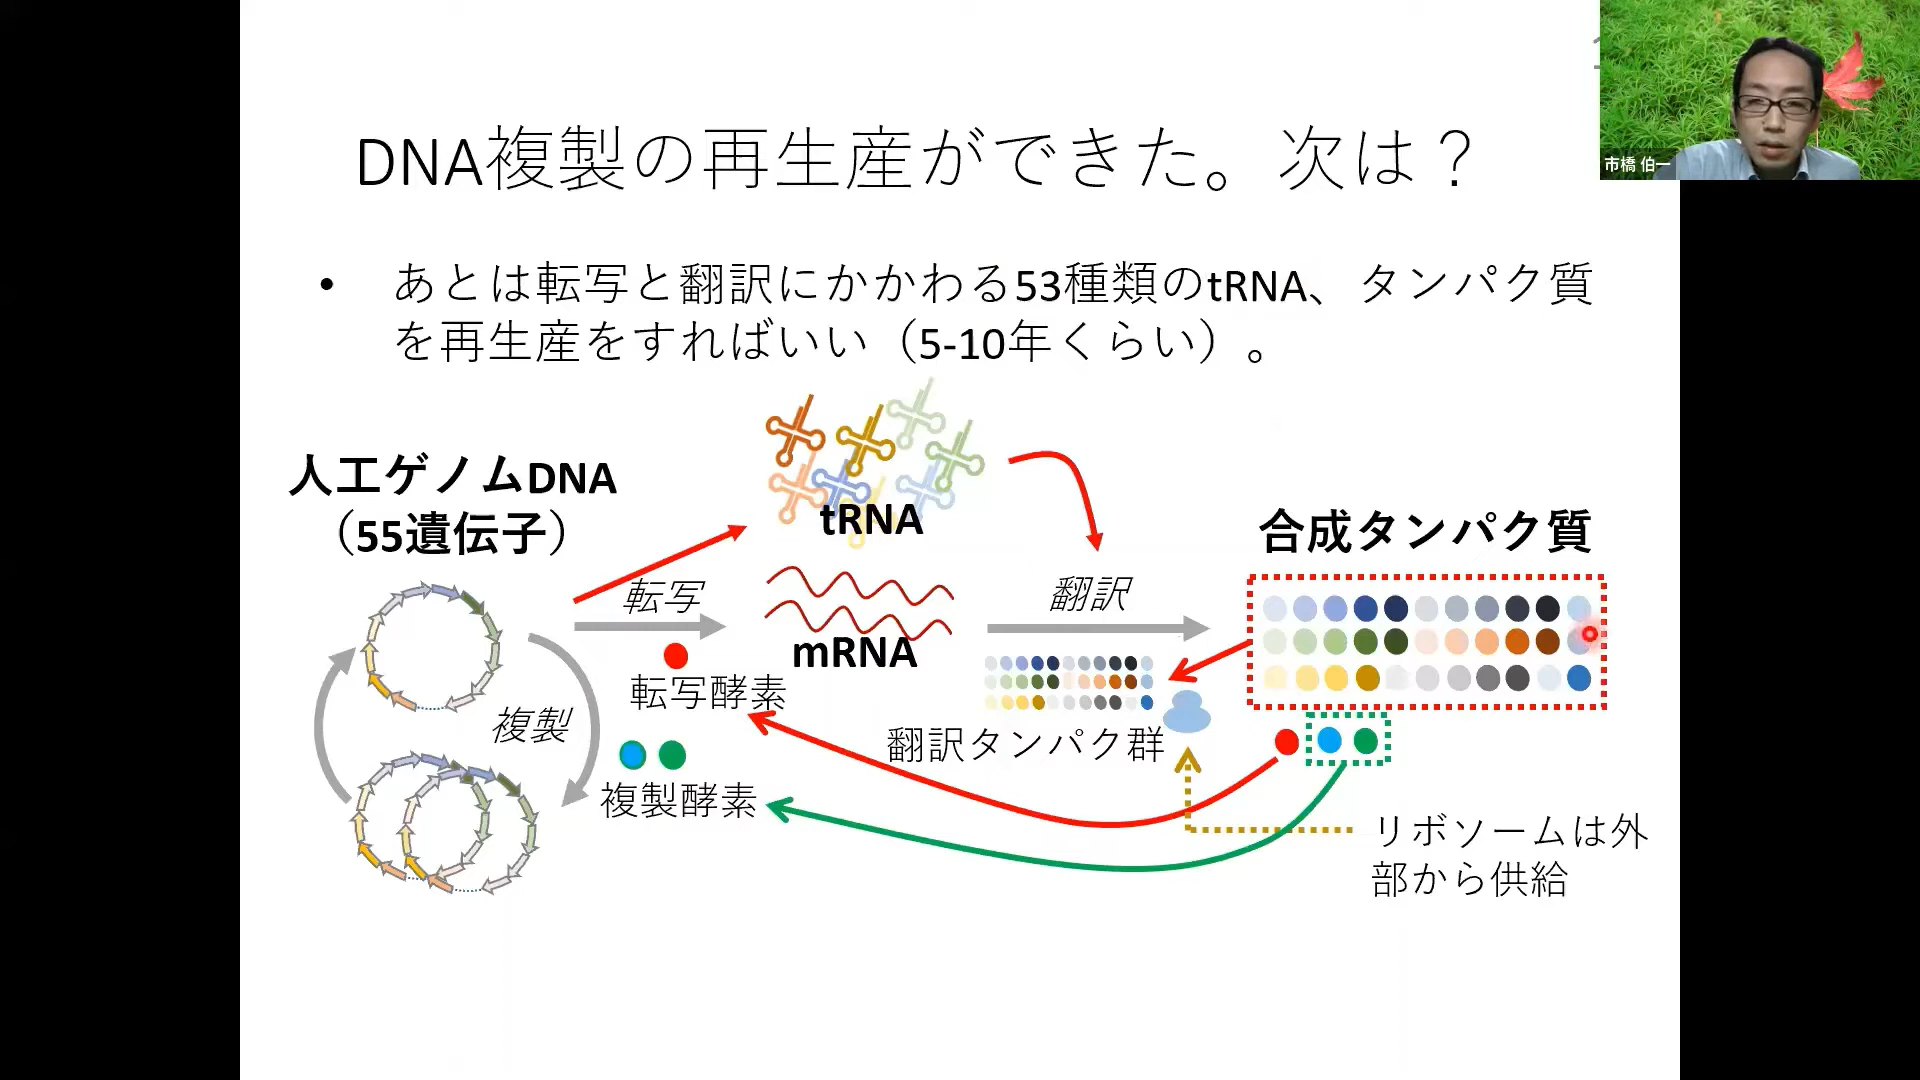 DNA複製の再生産ができた。次は？
市橋 伯一
• あとは転写と翻訳にかかわる53種類のtRNA、タンパク質
を再生産をすればいい（5-10年くらい）。
人工ゲノムDNA
（55遺伝子）
tRNA
転写
mRNA
翻訳
合成タンパク質
転写酵素
複製
複製酵素
翻訳タンパク群
リボソームは外
部から供給